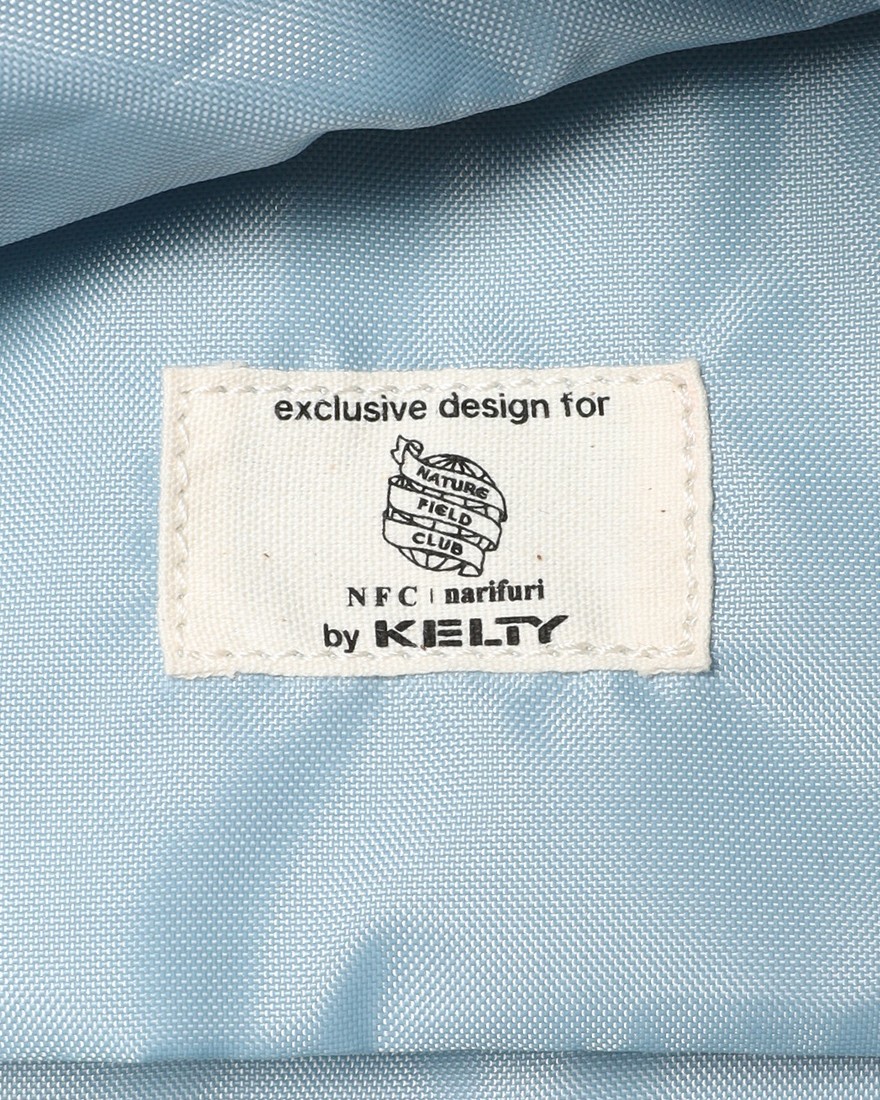 exclusive design for
NATURE
FIELD
CLUB
NFC | narifuri
by KELTY